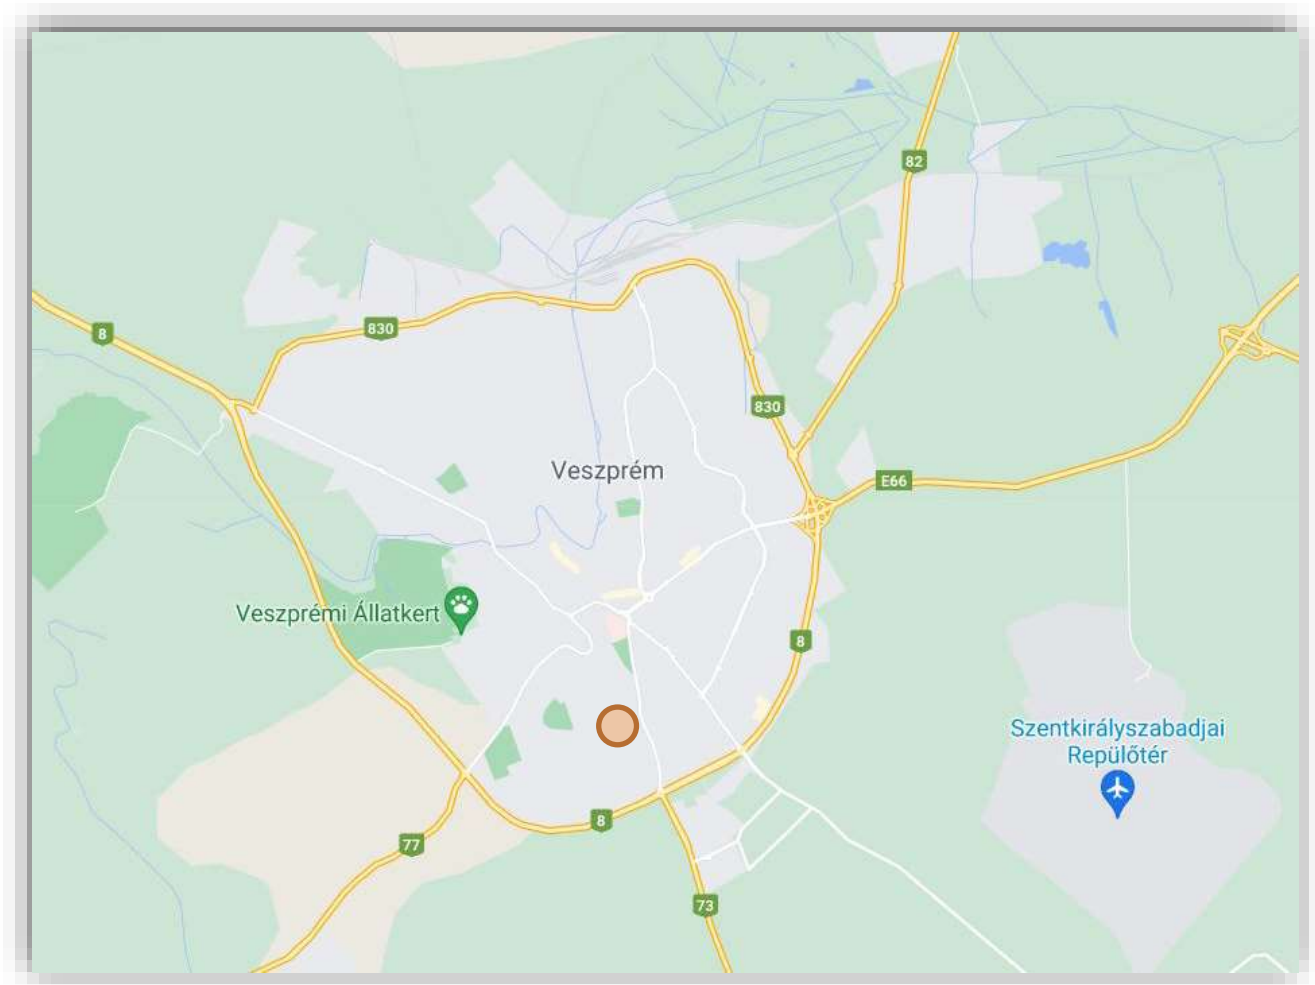 82
8
830
830
Veszprém
E66
Veszprémi Állatkert
8
Szentkirályszabadjai
Repülőtér
8
77
73